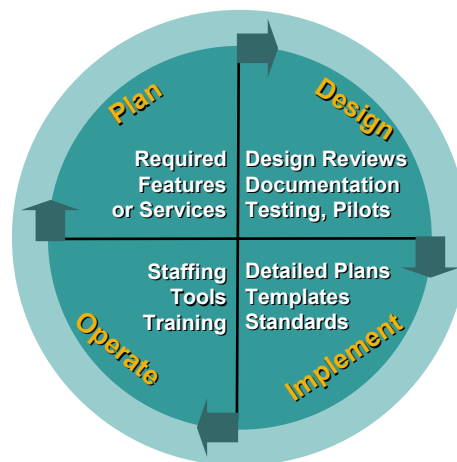 Plan
Required
Features
or Services
Design
Design Reviews
Documentation
Testing, Pilots
Detailed Plans
Templates
Standards
Implement
Staffing
Tools
Training
Operate